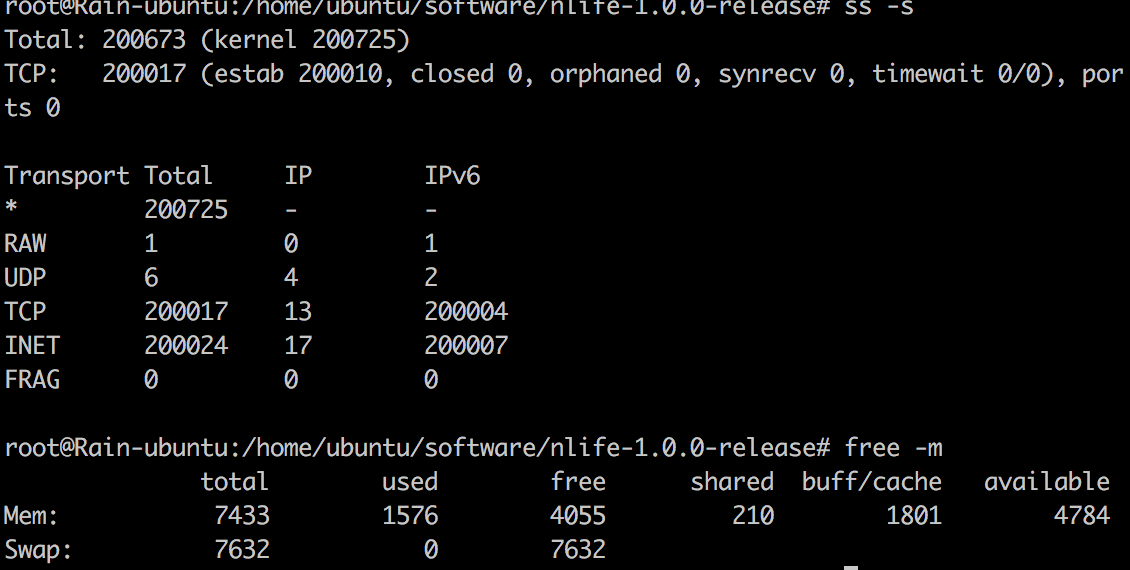 root@Rain-ubuntu:/home/ubuntu/software/nlife-1.0.0-release# ss -s
Total: 200673 (kernel 200725)
TCP:   200017 (estab 200010, closed 0, orphaned 0, synrecv 0, timewait 0/0), por
ts 0
Transport Total     IP        IPv6
*         200725    -         -
RAW       1         0         1
UDP       6         4         2
TCP       200017    13        200004
INET      200024    17        200007
FRAG      0         0         0
root@Rain-ubuntu:/home/ubuntu/software/nlife-1.0.0-release# free -m
              total        used        free      shared  buff/cache   available
Mem:           7433        1576        4055         210        1801        4784
Swap:          7632           0        7632